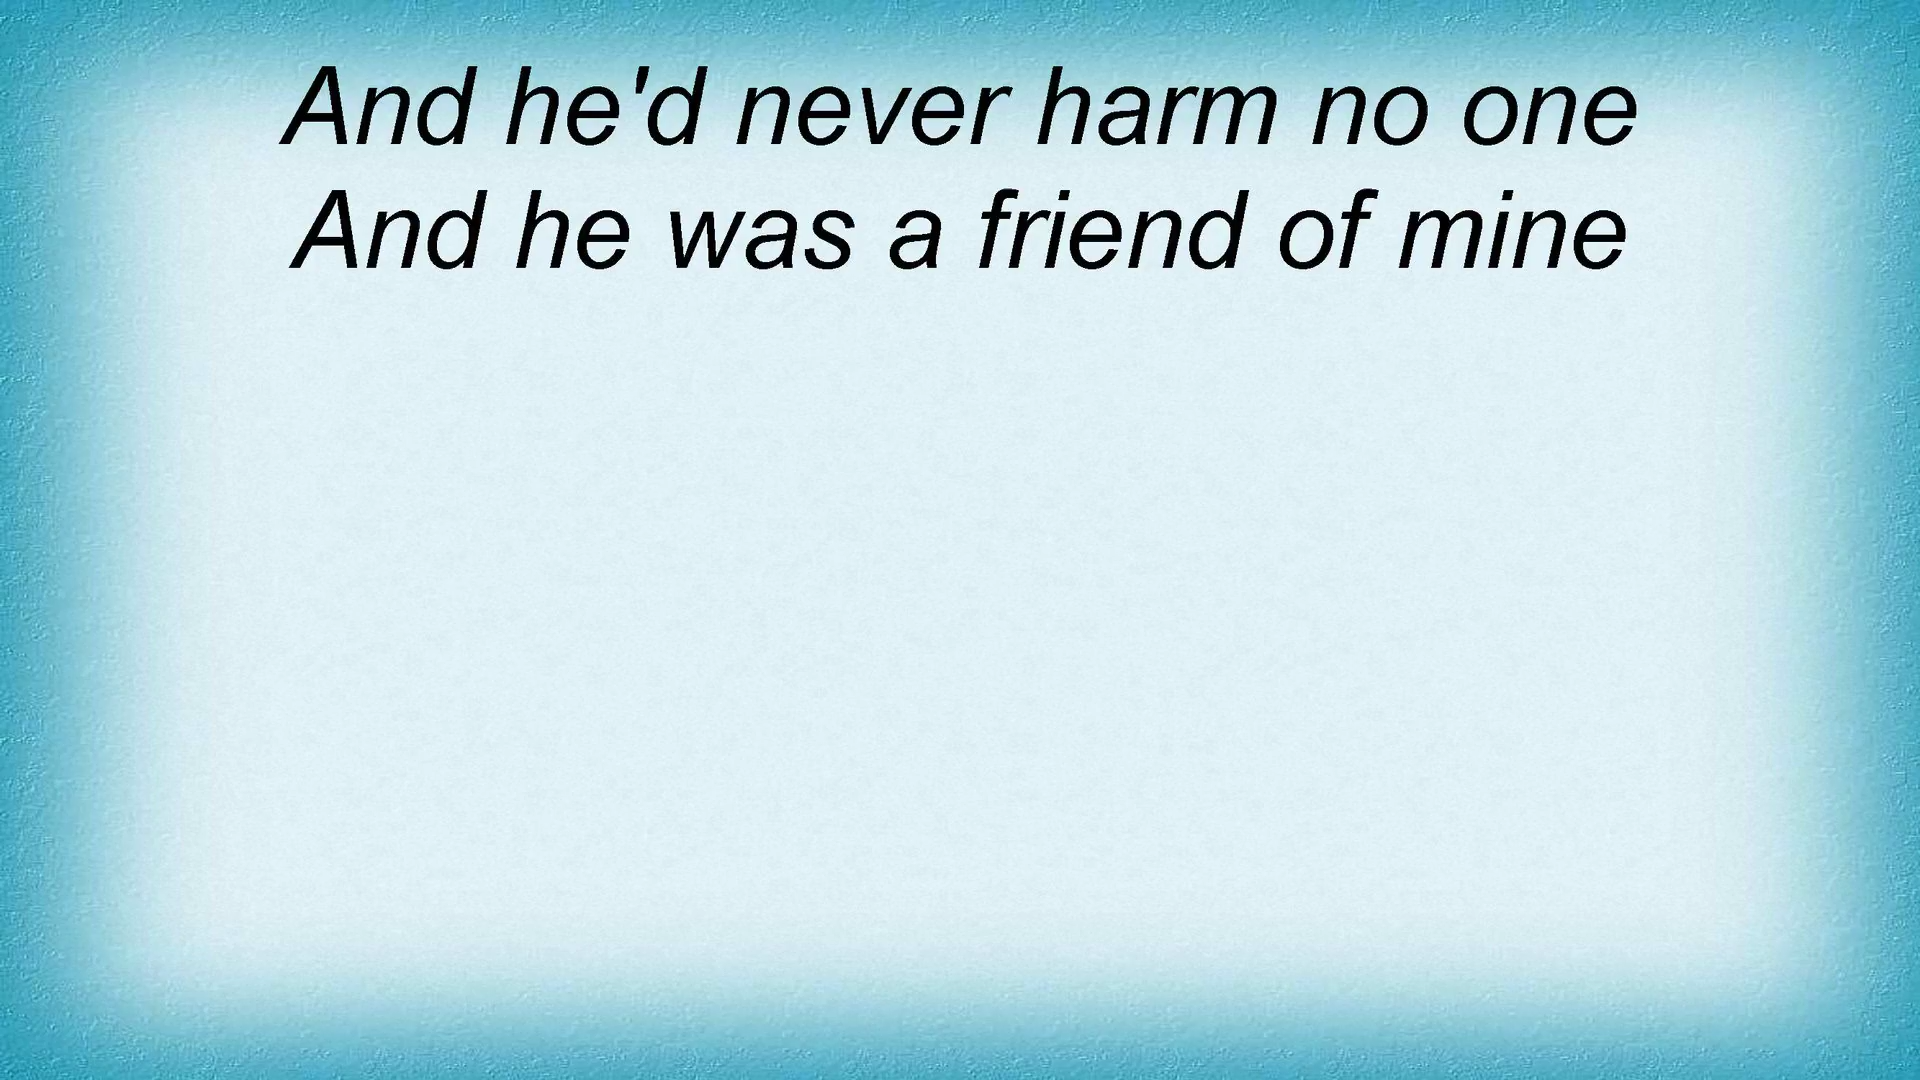 And he'd never harm no one
And he was a friend of mine